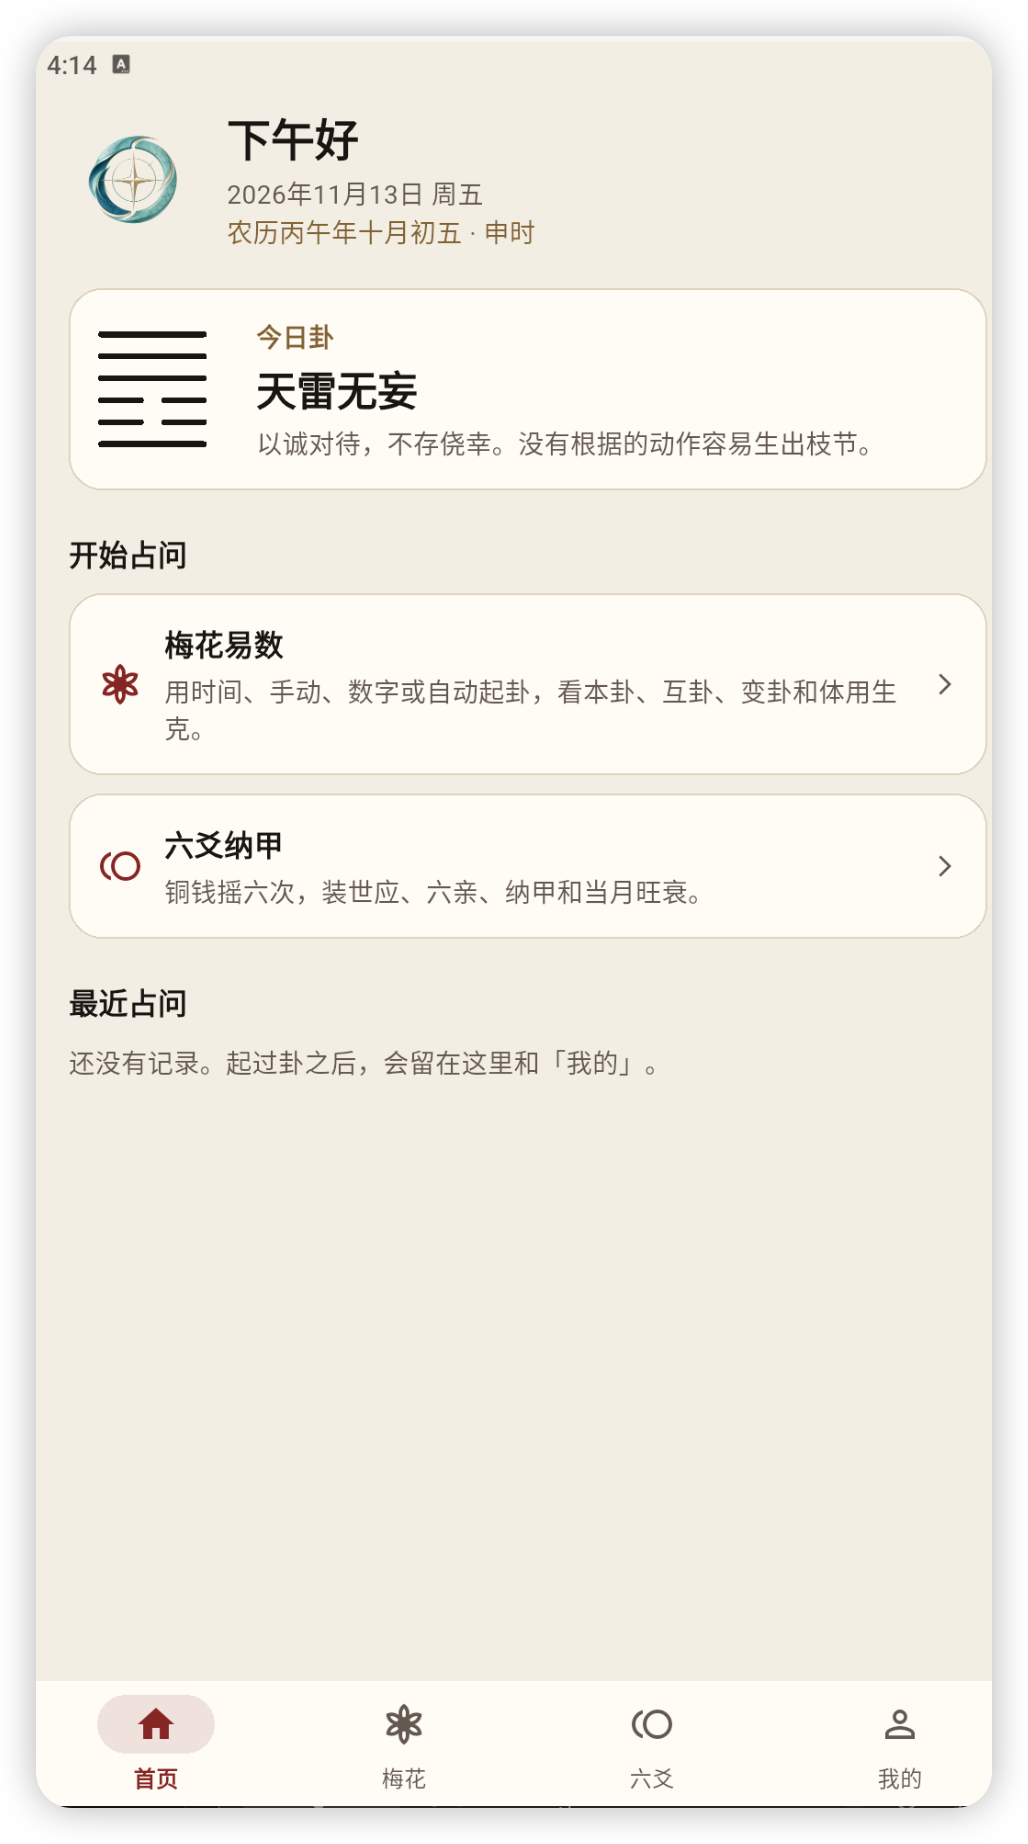 4:14 A
下午好
2026年11月13日 周五
农历丙午年十月初五 · 申时
今日卦
天雷无妄
以诚对待，不存侥幸。没有根据的动作容易生出枝节。
开始占问
梅花易数
用时间、手动、数字或自动起卦，看本卦、互卦、变卦和体用生
克。
六爻纳甲
铜钱摇六次，装世应、六亲、纳甲和当月旺衰。
最近占问
还没有记录。起过卦之后，会留在这里和「我的」。
首页
梅花
六爻
我的